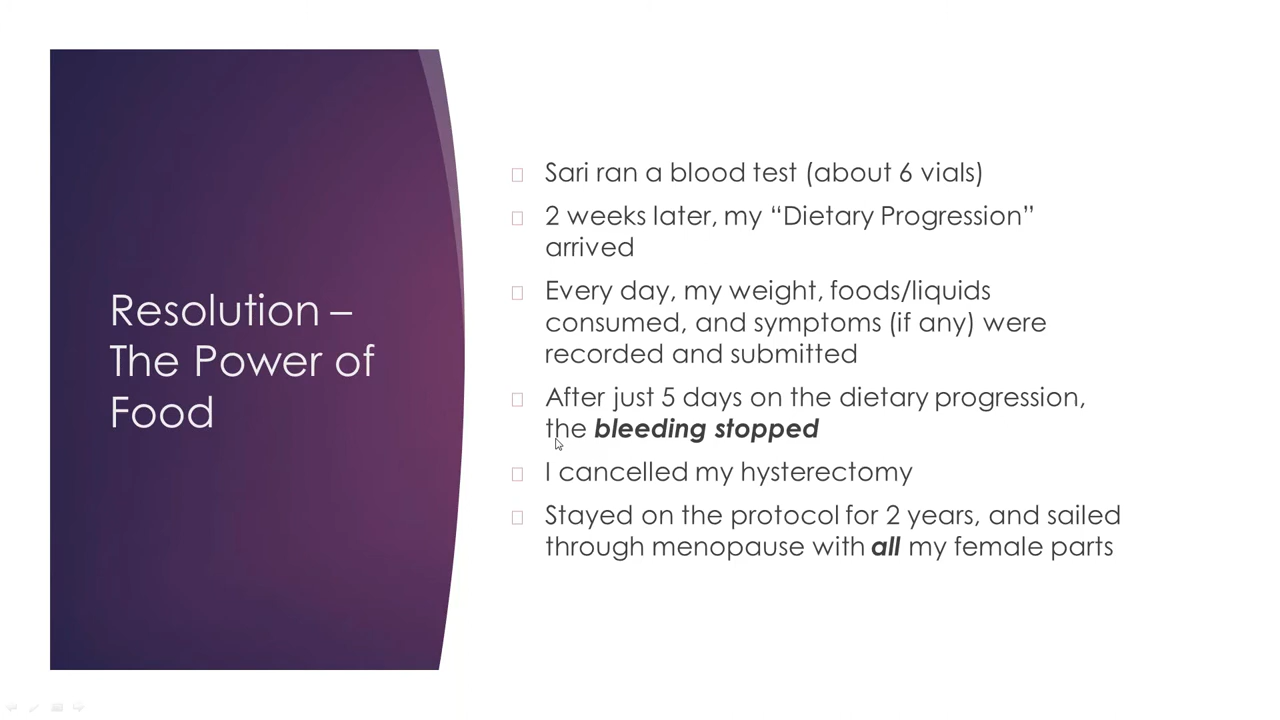 Resolution –
The Power of
Food
Sari ran a blood test (about 6 vials)
2 weeks later, my “Dietary Progression”
arrived
Every day, my weight, foods/liquids
consumed, and symptoms (if any) were
recorded and submitted
After just 5 days on the dietary progression,
the bleeding stopped
I cancelled my hysterectomy
Stayed on the protocol for 2 years, and sailed
through menopause with all my female parts